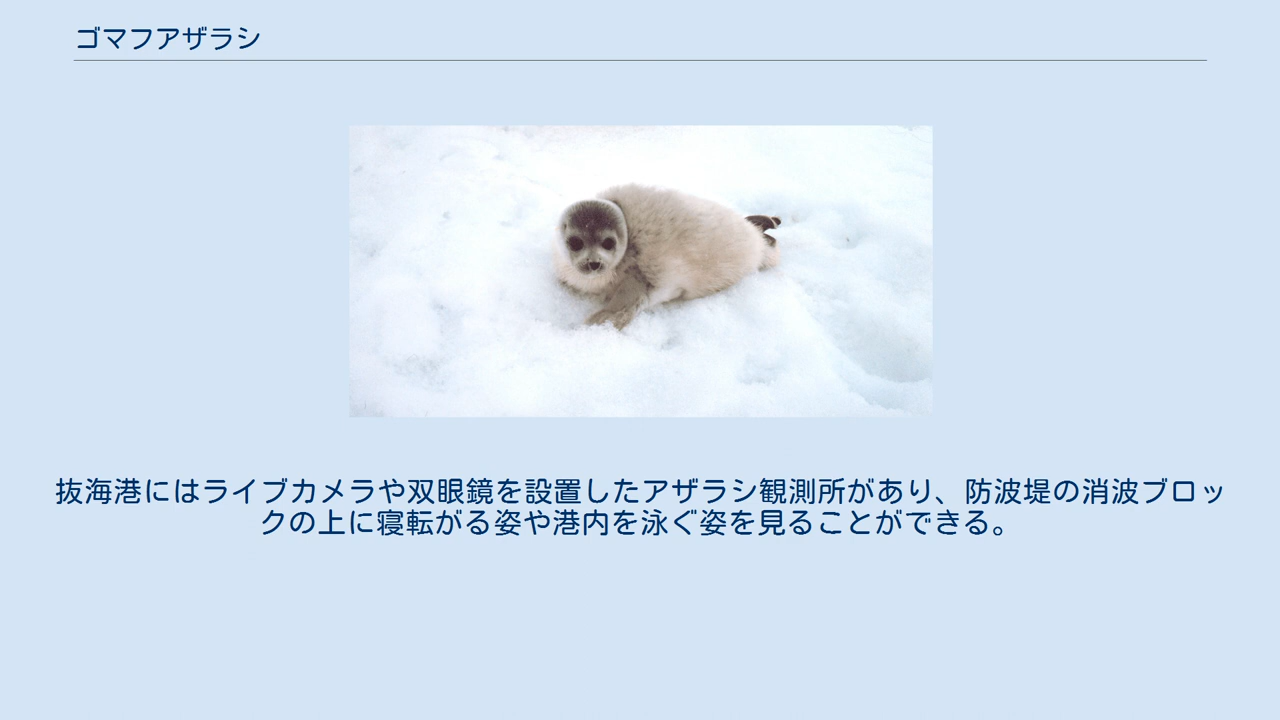 ゴマフアザラシ
抜海港にはライブカメラや双眼鏡を設置したアザラシ観測所があり、防波堤の消波ブロッ
クの上に寝転がる姿や港内を泳ぐ姿を見ることができる。